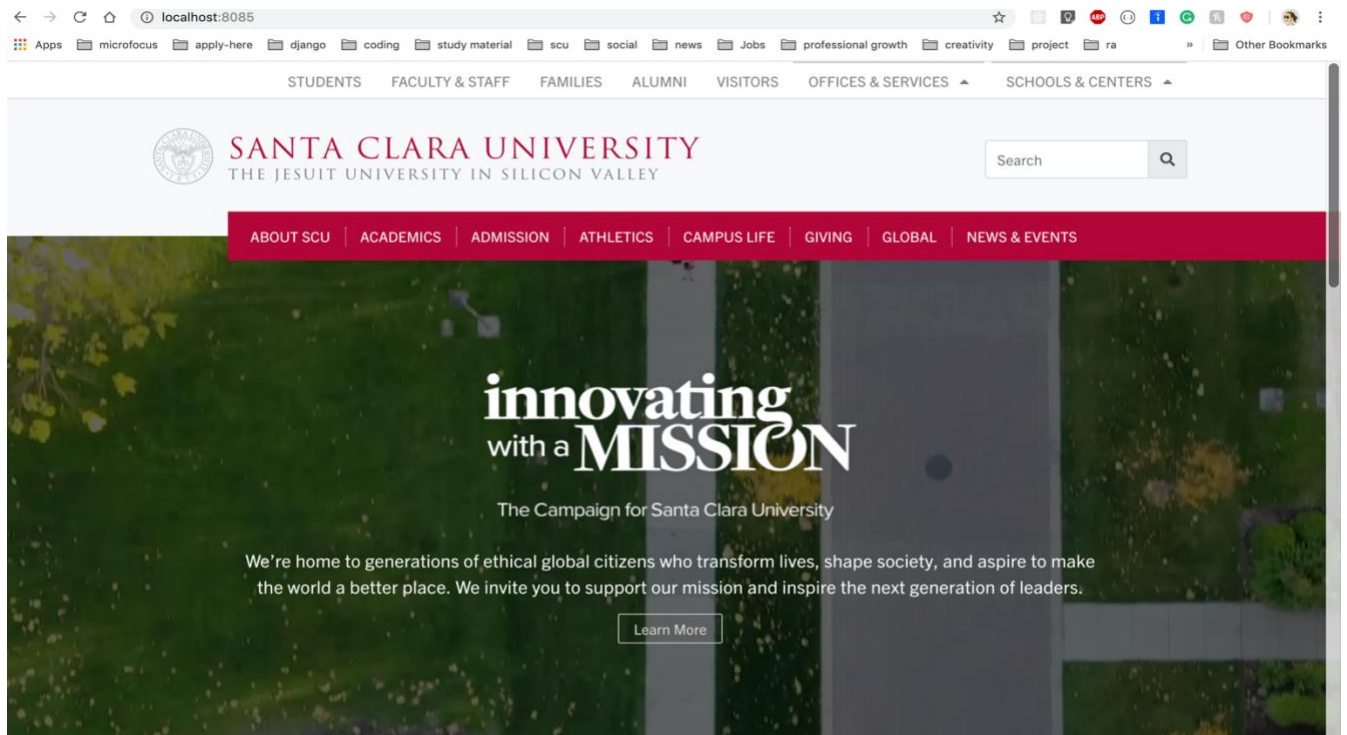 localhost:8085
Apps microfocus apply-here django coding study material scu social news Jobs professional growth creativity project ra » Other Bookmarks
STUDENTS FACULTY & STAFF FAMILIES ALUMNI VISITORS OFFICES & SERVICES SCHOOLS & CENTERS
SANTA CLARA UNIVERSITY
THE JESUIT UNIVERSITY IN SILICON VALLEY
Search
ABOUT SCU ACADEMICS ADMISSION ATHLETICS CAMPUS LIFE GIVING GLOBAL NEWS & EVENTS
innovating
with a MISSION
The Campaign for Santa Clara University
We're home to generations of ethical global citizens who transform lives, shape society, and aspire to make
the world a better place. We invite you to support our mission and inspire the next generation of leaders.
Learn More